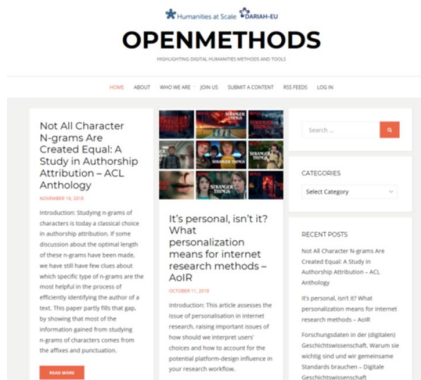 Humanities at Scale DARIAH-EU
OPENMETHODS
HIGHLIGHTING DIGITAL HUMANITIES METHODS AND TOOLS
HOME ABOUT WHO WE ARE JOIN US SUBMIT A CONTENT RSS FEEDS LOG IN
Not All Character
N-grams Are
Created Equal: A
Study in Authorship
Attribution – ACL
Anthology
NOVEMBER 19, 2019
Introduction: Studying n-grams of
characters is today a classical choice
in authorship attribution. If some
discussion about the optimal length
of these n-grams have been made,
we have still have few clues about
which specific type of n-grams are the
most helpful in the process of
efficiently identifying the author of a
text. This paper partly fills that gap,
by showing that most of the
information gained from studying
n-grams of characters comes from
the affixes and punctuation.
READ MORE
STRANGER THINGS
It's personal, isn't it?
What
personalization
means for internet
research methods –
AoIR
OCTOBER 11, 2019
Introduction: This article assesses the
issue of personalisation in internet
research, raising important issues of
how should we interpret users'
choices and how to account for the
potential platform-design influence in
your research workflow.
Search ...
CATEGORIES
Select Category
RECENT POSTS
Not All Character N-grams Are
Created Equal: A Study in
Authorship Attribution – ACL
Anthology
It's personal, isn't it? What
personalization means for internet
research methods – AoIR
Forschungsdaten in der (digitalen)
Geschichtswissenschaft. Warum sie
wichtig sind und wir gemeinsame
Standards brauchen – Digitale
Geschichtswissenschaft